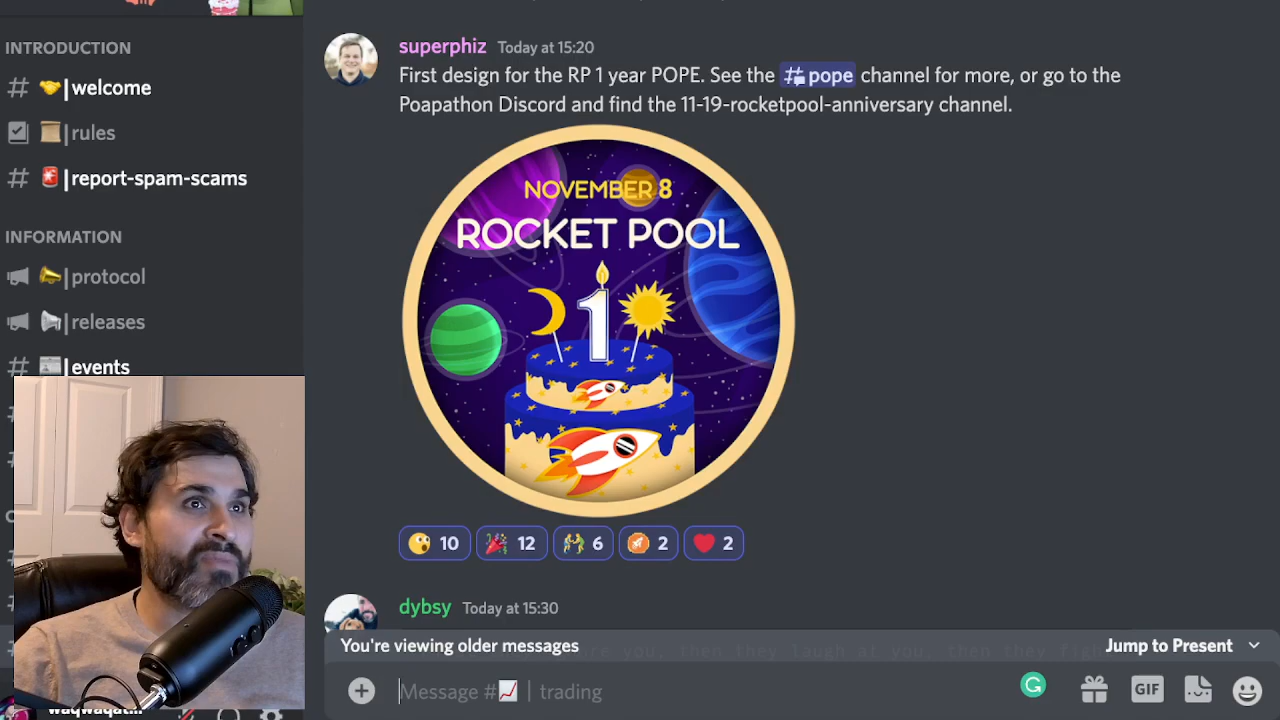 INTRODUCTION
# 🤝|welcome
📜|rules
# 🚨|report-spam-scams
INFORMATION
📣|protocol
📢|releases
# 📰|events
superphiz Today at 15:20
First design for the RP 1 year POPE. See the # pope channel for more, or go to the
Poapathon Discord and find the 11-19-rocketpool-anniversary channel.
NOVEMBER 8
ROCKET POOL
1
10 12 6 2 2
dybsy Today at 15:30
You're viewing older messages Jump to Present
Message #📈 | trading
GIF